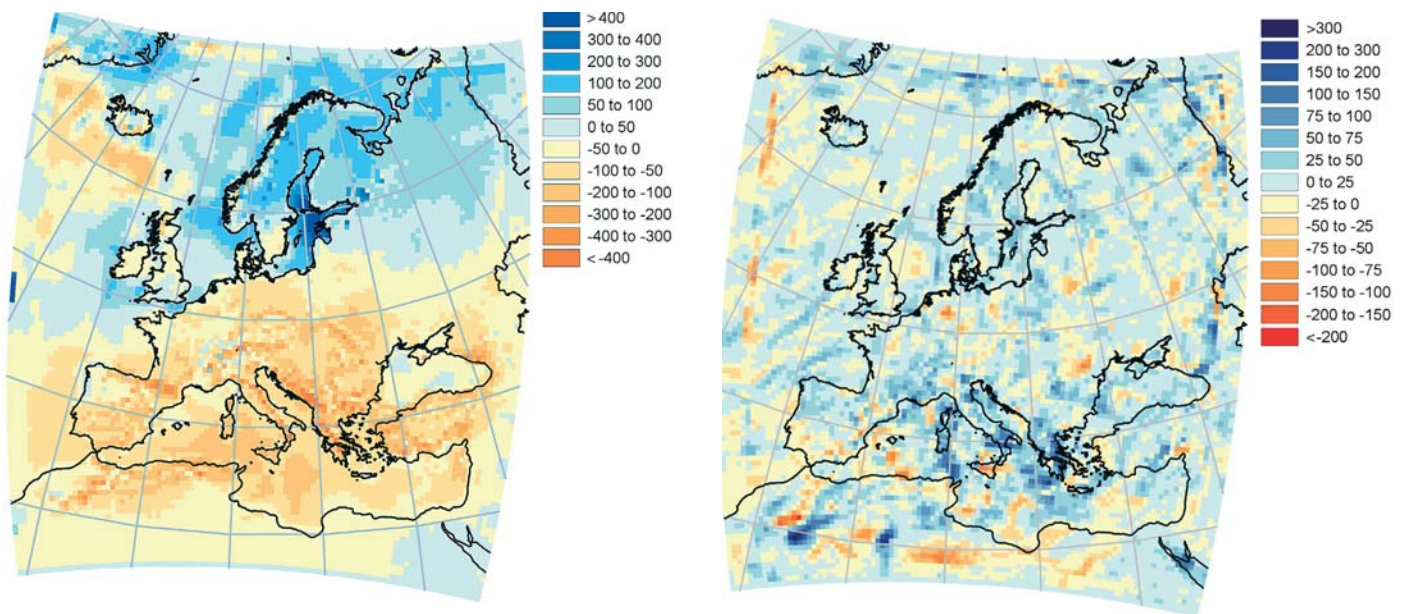 > 400
300 to 400
200 to 300
100 to 200
50 to 100
0 to 50
-50 to 0
-100 to -50
-200 to -100
-300 to -200
-400 to -300
< -400
>300
200 to 300
150 to 200
100 to 150
75 to 100
50 to 75
25 to 50
0 to 25
-25 to 0
-50 to -25
-75 to -50
-100 to -75
-150 to -100
-200 to -150
<-200